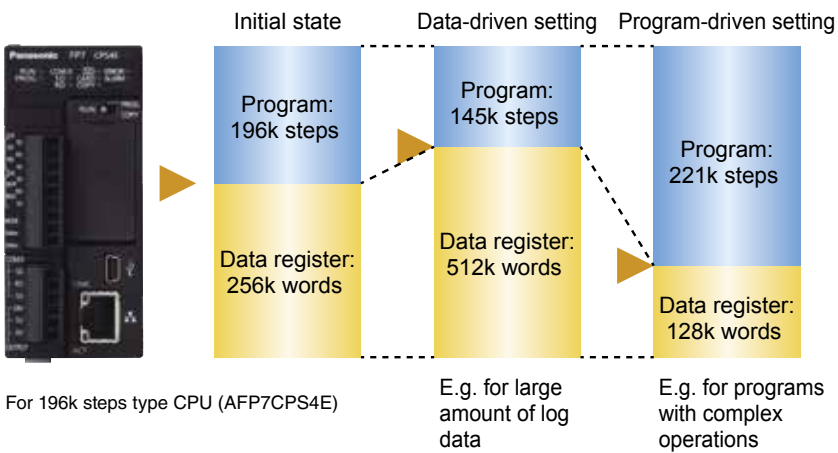 Initial state
Data-driven setting
Program-driven setting
Panasonic FP7 CPS4E
Program:
196k steps
Program:
145k steps
Program:
221k steps
Data register:
256k words
Data register:
512k words
Data register:
128k words
For 196k steps type CPU (AFP7CPS4E)
E.g. for large
amount of log
data
E.g. for programs
with complex
operations